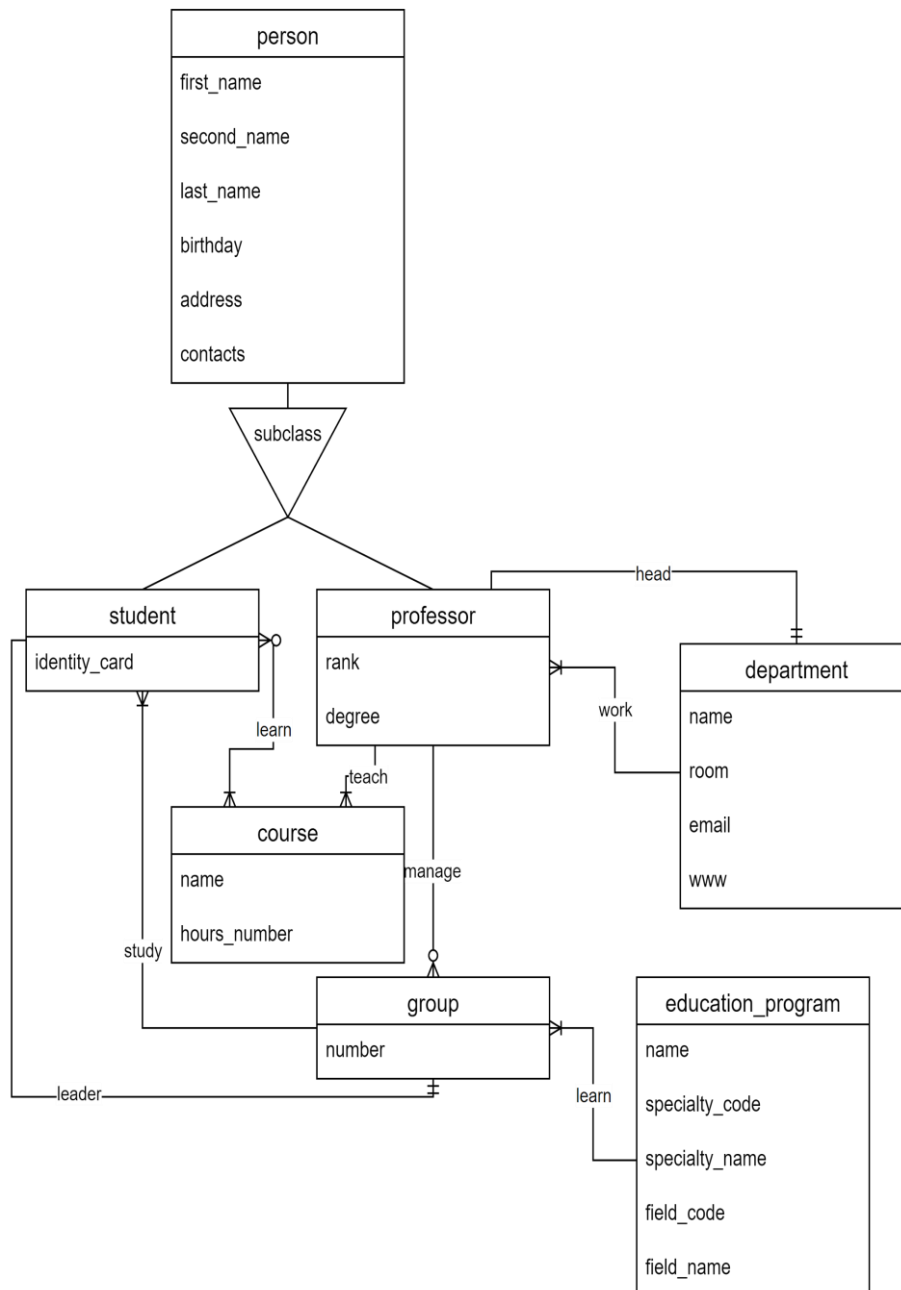 person
first_name
second_name
last_name
birthday
address
contacts
subclass
head
student
identity_card
professor
rank
degree
department
name
room
email
www
work
learn
teach
course
name
hours_number
manage
study
group
number
education_program
name
specialty_code
specialty_name
field_code
field_name
leader
learn